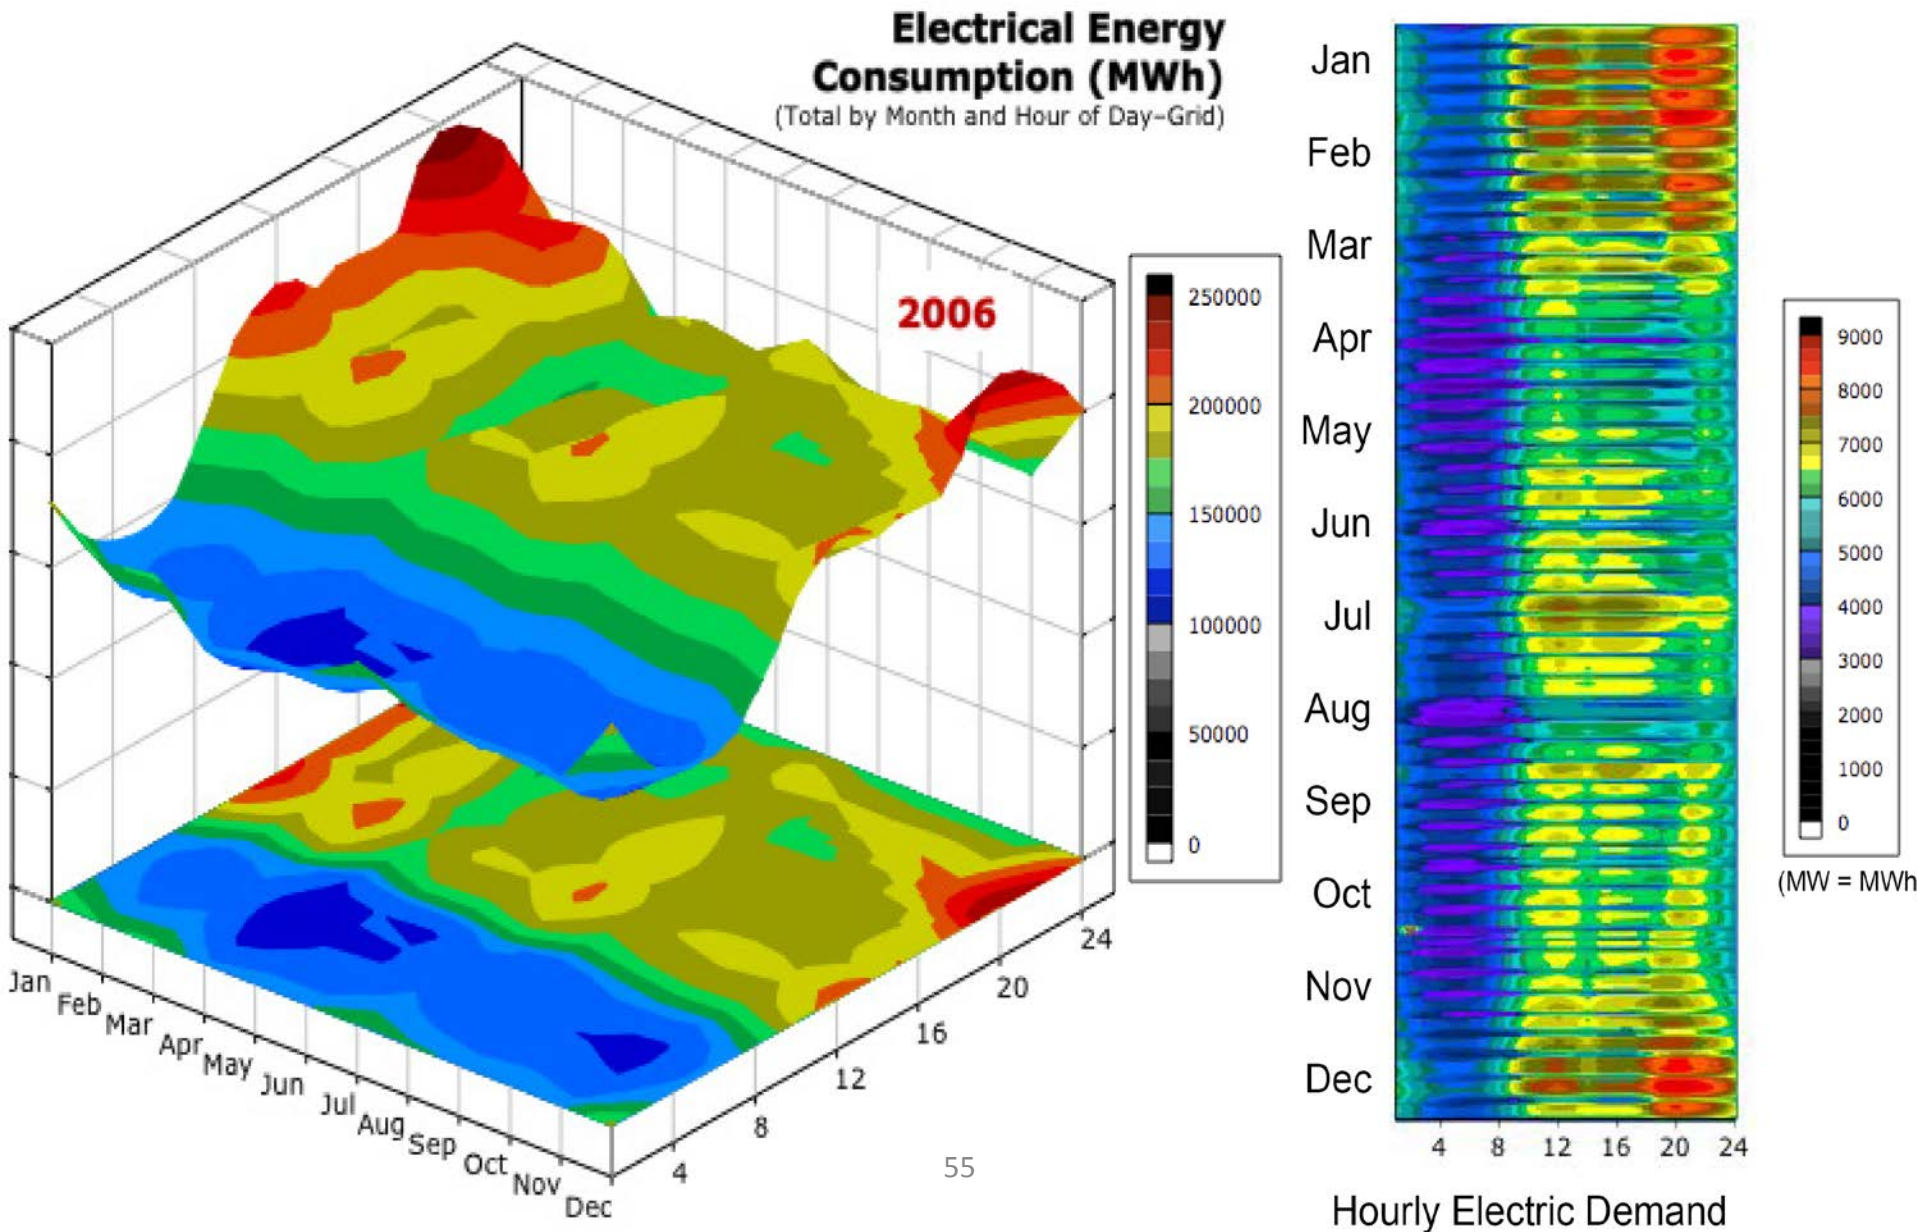 Electrical Energy
Consumption (MWh)
(Total by Month and Hour of Day-Grid)
2006
250000
200000
150000
100000
50000
0
Jan
Feb
Mar
Apr
May
Jun
Jul
Aug
Sep
Oct
Nov
Dec
4
8
12
16
20
24
Jan
Feb
Mar
Apr
May
Jun
Jul
Aug
Sep
Oct
Nov
Dec
4 8 12 16 20 24
Hourly Electric Demand
9000
8000
7000
6000
5000
4000
3000
2000
1000
0
(MW = MWh
55